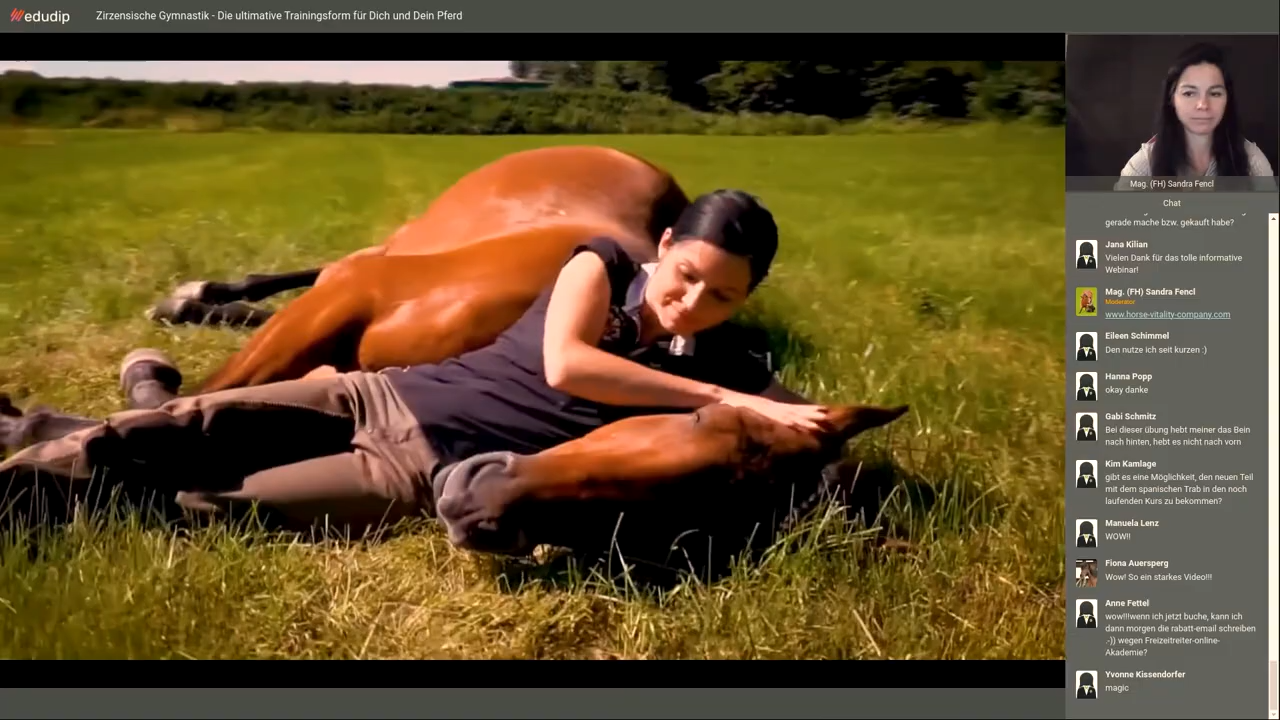 edudip
Zirzensische Gymnastik - Die ultimative Trainingsform für Dich und Dein Pferd
Mag. (FH) Sandra Fencl
Chat
gerade mache bzw. gekauft habe?
Jana Kilian
Vielen Dank für das tolle informative
Webinar!
Mag. (FH) Sandra Fencl
Moderator
www.horse-vitality-company.com
Eileen Schimmel
Den nutze ich seit kurzen :)
Hanna Popp
okay danke
Gabi Schmitz
Bei dieser übung hebt meiner das Bein
nach hinten, hebt es nicht nach vorn
Kim Kamlage
gibt es eine Möglichkeit, den neuen Teil
mit dem spanischen Trab in den noch
laufenden Kurs zu bekommen?
Manuela Lenz
WOW!!
Fiona Auersperg
Wow! So ein starkes Video!!!
Anne Fettel
wow!!!wenn ich jetzt buche, kann ich
dann morgen die rabatt-email schreiben
.-)) wegen Freizeitreiter-online-
Akademie?
Yvonne Kissendorfer
magic